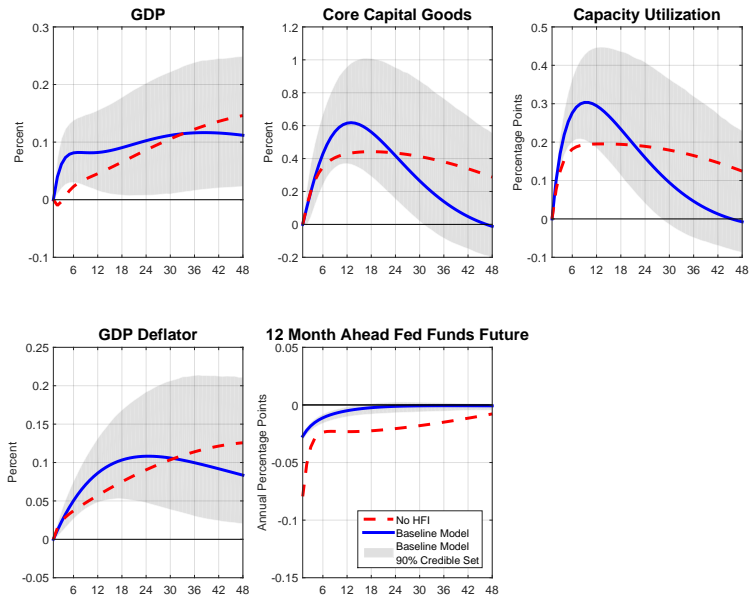 GDP
Percent
0.3
0.2
0.1
0
-0.1
6 12 18 24 30 36 42 48
Core Capital Goods
Percent
1.2
1
0.8
0.6
0.4
0.2
0
-0.2
6 12 18 24 30 36 42 48
Capacity Utilization
Percentage Points
0.5
0.4
0.3
0.2
0.1
0
-0.1
6 12 18 24 30 36 42 48
GDP Deflator
Percent
0.25
0.2
0.15
0.1
0.05
0
-0.05
6 12 18 24 30 36 42 48
12 Month Ahead Fed Funds Future
Annual Percentage Points
0.05
0
-0.05
-0.1
-0.15
6 12 18 24 30 36 42 48
No HFI
Baseline Model
Baseline Model
90% Credible Set